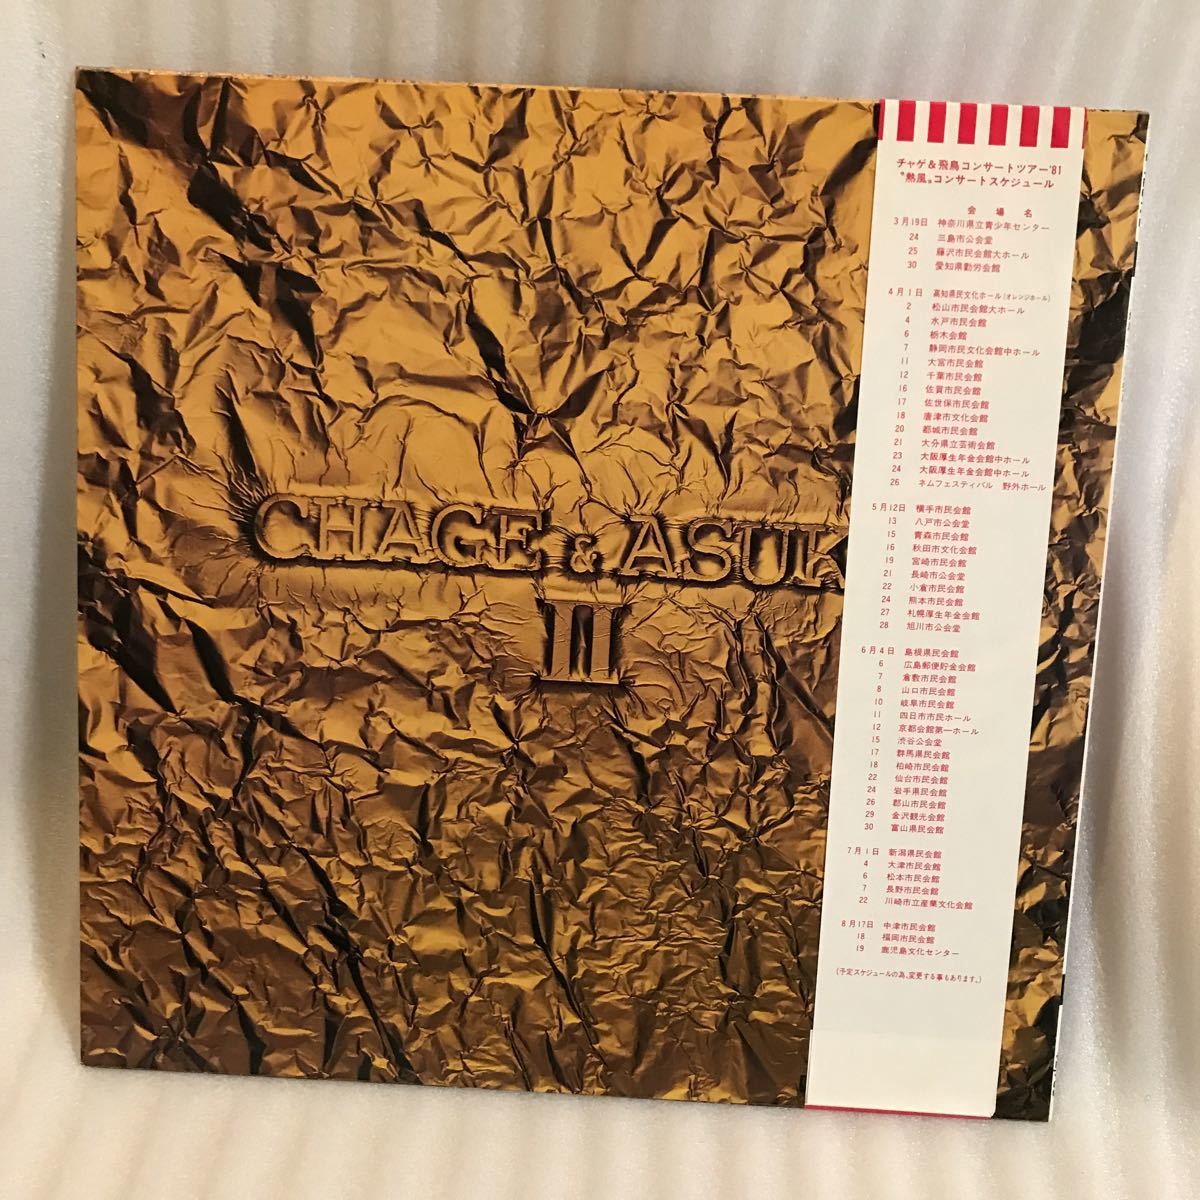 CHAGE & ASUK
II
チャゲ&飛鳥コンサートツアー'81
"熱風"コンサートスケジュール
会場名
3月19日 神奈川県立青少年センター
24 三島市公会堂
25 藤沢市民会館大ホール
30 愛知県勤労会館
4月1日 高知県民文化ホール(オレンジホール)
2 松山市民会館大ホール
4 水戸市民会館
6 栃木会館
7 静岡市民文化会館中ホール
11 大宮市民会館
12 千葉市民会館
16 佐賀市民会館
17 佐世保市民会館
18 唐津市文化会館
20 都城市民会館
21 大分県立芸術会館
23 大阪厚生年金会館中ホール
24 大阪厚生年金会館中ホール
26 ネムフェスティバル 野外ホール
5月12日 横手市民会館
13 八戸市公会堂
15 青森市民会館
16 秋田市文化会館
19 宮崎市民会館
21 長崎市公会堂
22 小倉市民会館
24 熊本市民会館
27 札幌厚生年金会館
28 旭川市公会堂
6月4日 島根県民会館
6 広島郵便貯金会館
7 倉敷市民会館
8 山口市民会館
10 岐阜市民会館
11 四日市市民ホール
12 京都会館第一ホール
15 渋谷公会堂
17 群馬県民会館
18 柏崎市民会館
22 仙台市民会館
24 岩手県民会館
26 郡山市民会館
29 金沢観光会館
30 富山県民会館
7月1日 新潟県民会館
4 大津市民会館
6 松本市民会館
7 長野市民会館
22 川崎市立産業文化会館
8月17日 中津市民会館
18 福岡市民会館
19 鹿児島文化センター
(予定スケジュールの為、変更する事もあります。)